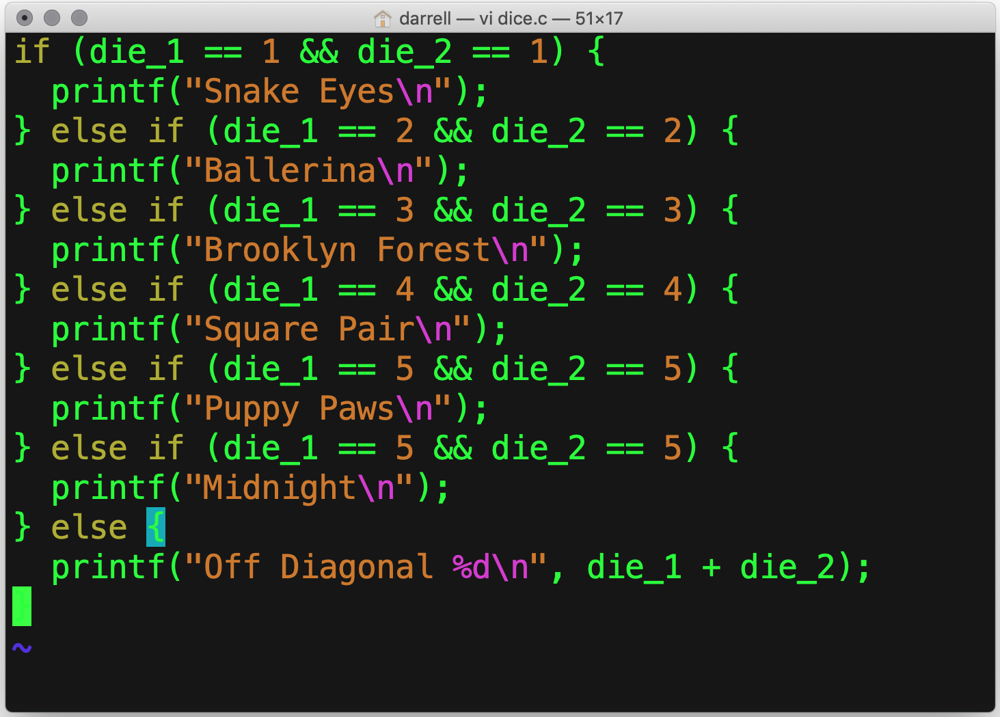 darrell — vi dice.c — 51×17
if (die_1 == 1 && die_2 == 1) {
  printf("Snake Eyes\n");
} else if (die_1 == 2 && die_2 == 2) {
  printf("Ballerina\n");
} else if (die_1 == 3 && die_2 == 3) {
  printf("Brooklyn Forest\n");
} else if (die_1 == 4 && die_2 == 4) {
  printf("Square Pair\n");
} else if (die_1 == 5 && die_2 == 5) {
  printf("Puppy Paws\n");
} else if (die_1 == 5 && die_2 == 5) {
  printf("Midnight\n");
} else {
  printf("Off Diagonal %d\n", die_1 + die_2);
}
~